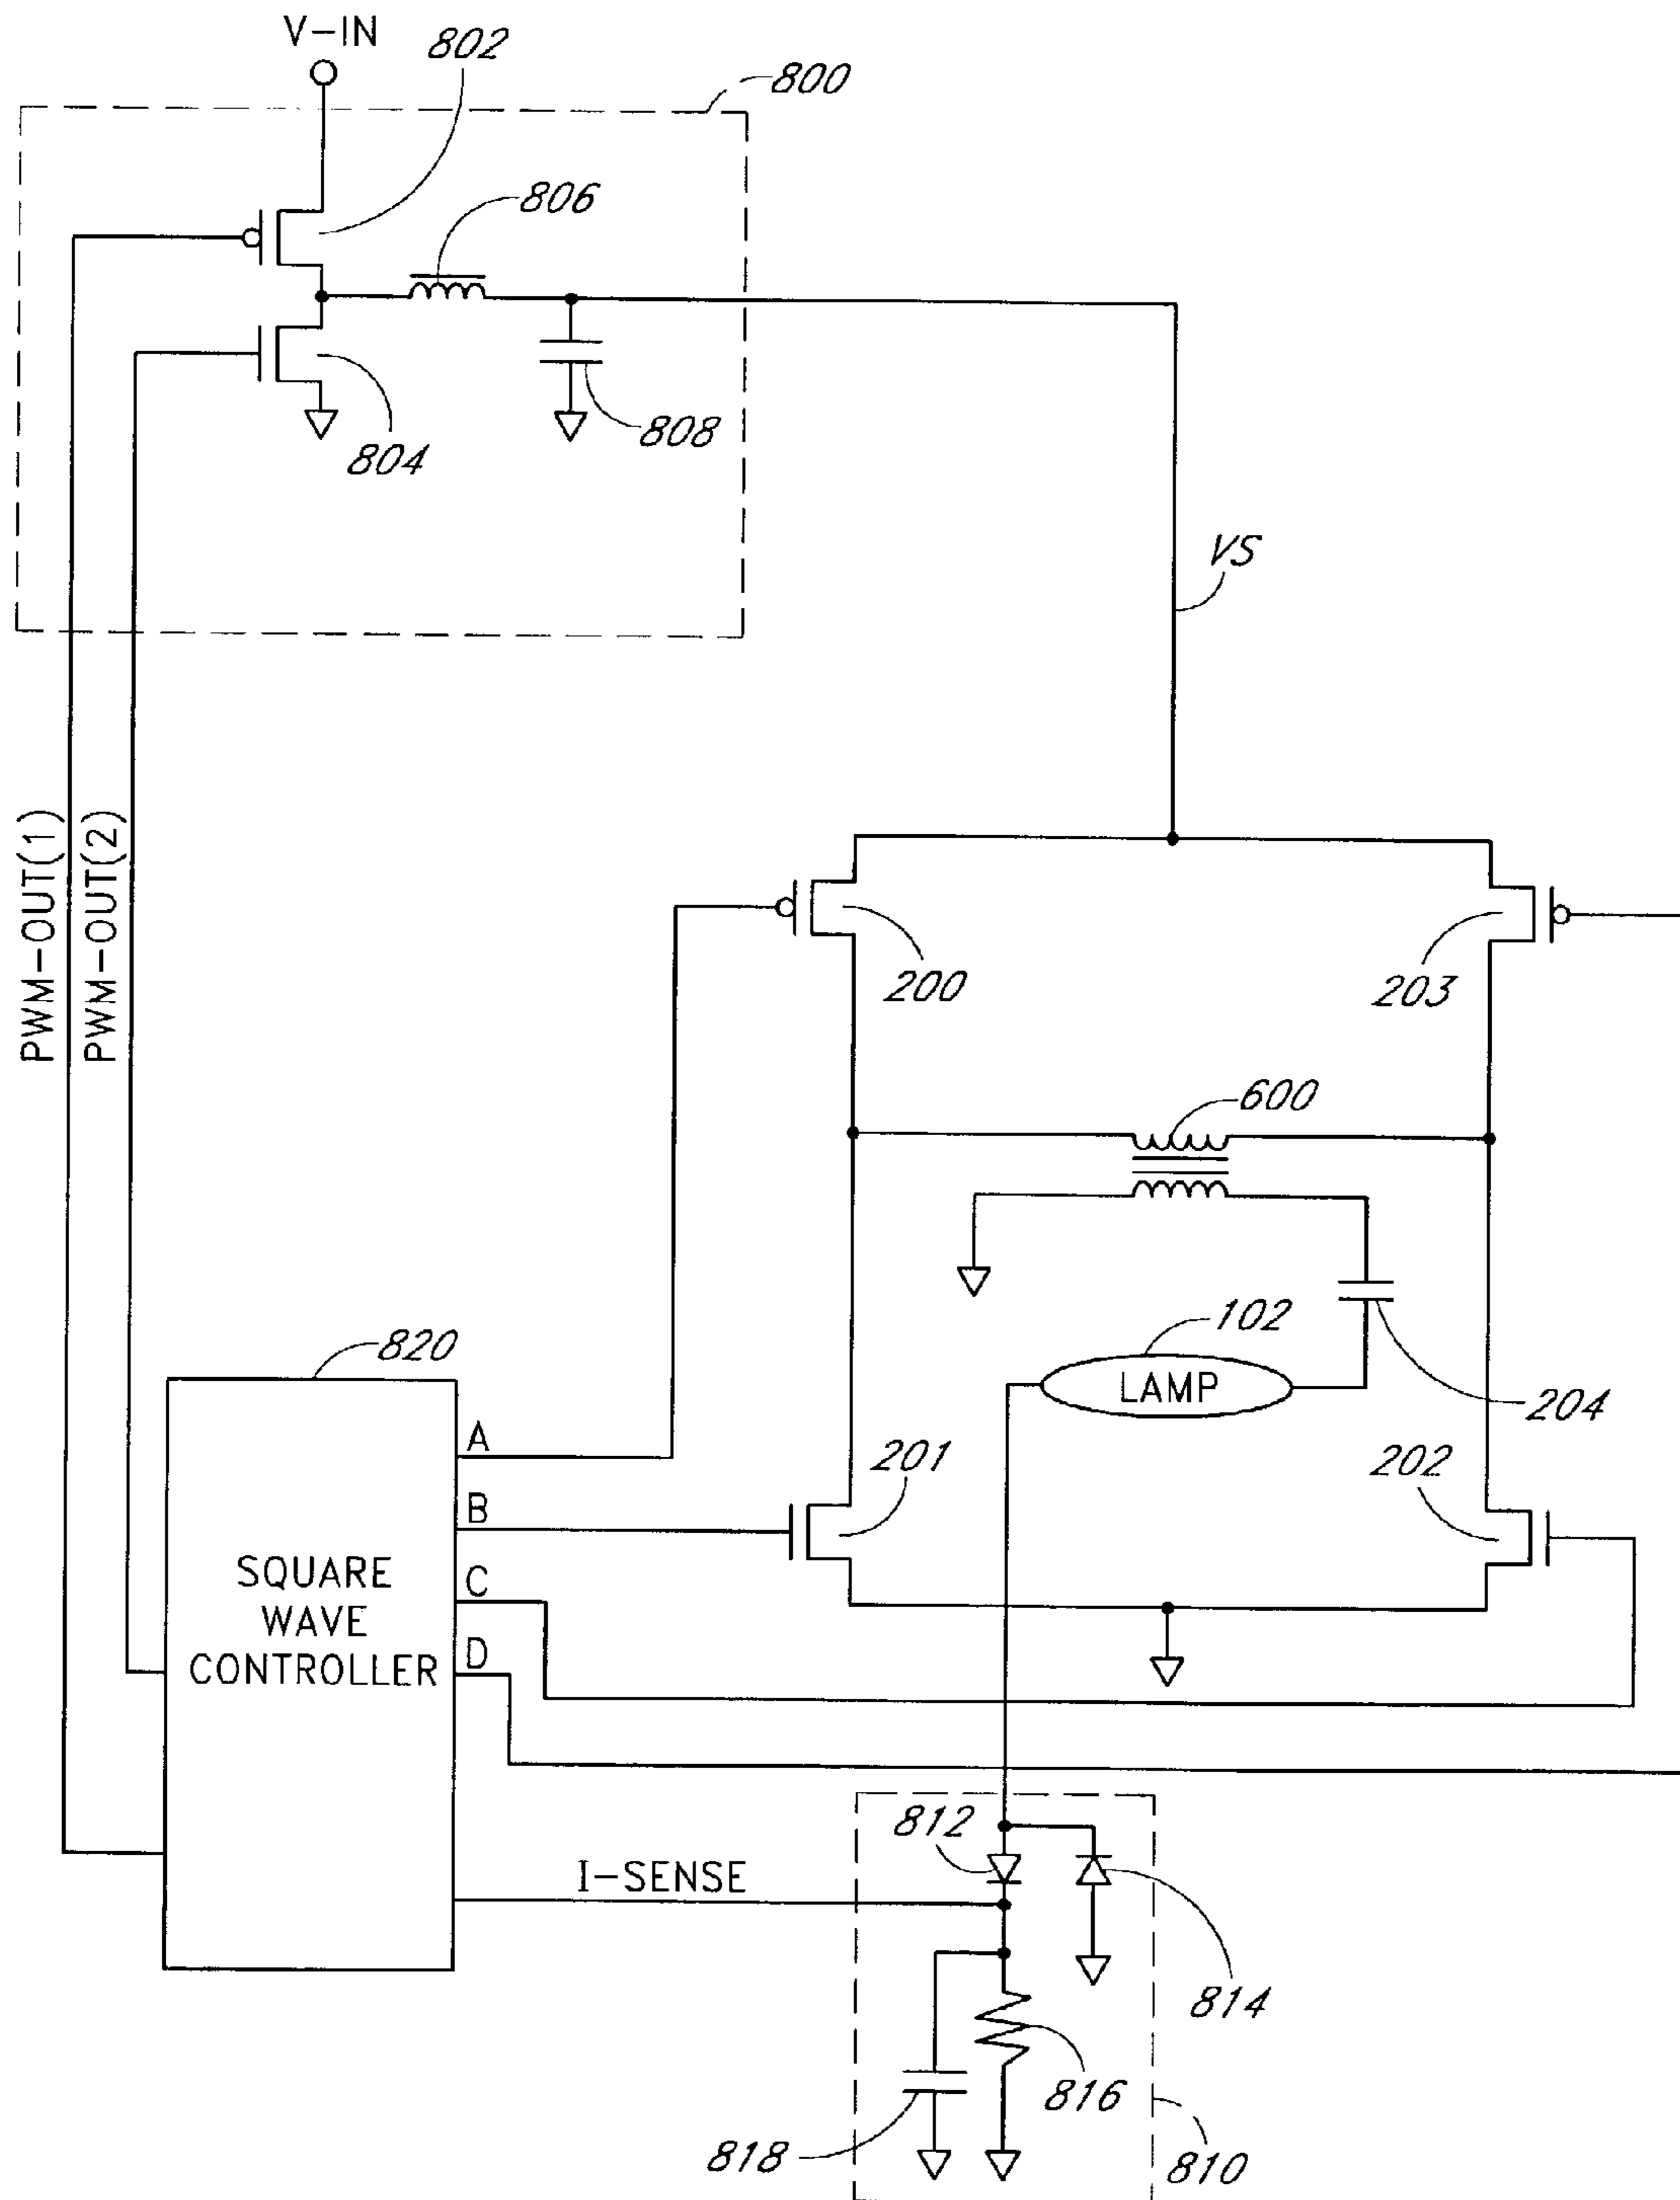 V-IN
802
800
806
808
804
VS
PWM-OUT(1)
PWM-OUT(2)
200
203
600
102
LAMP
204
820
A
B
C
D
201
202
SQUARE
WAVE
CONTROLLER
812
I-SENSE
814
816
818
810